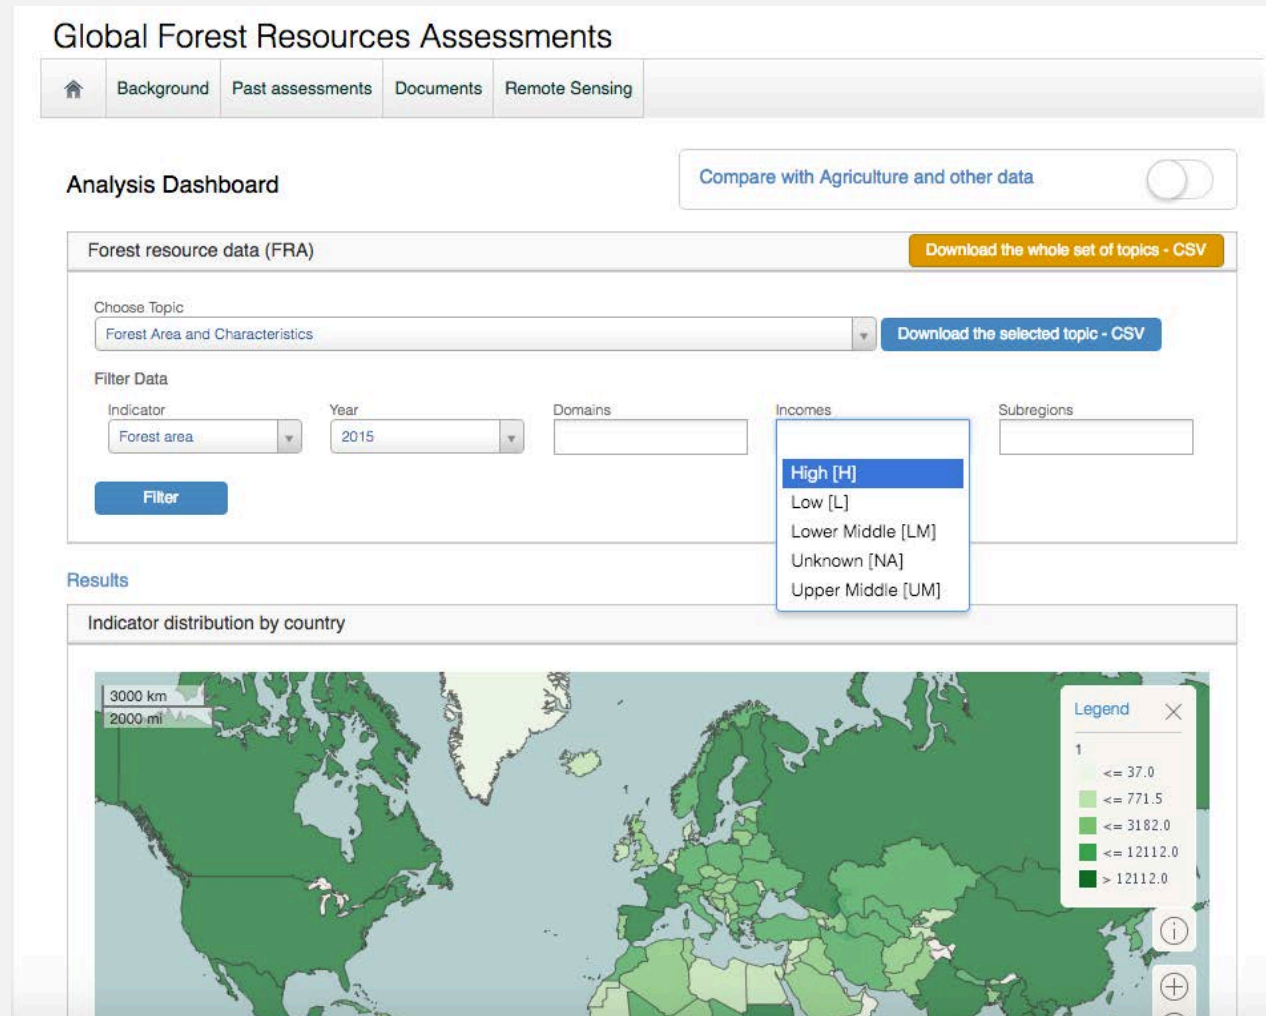 Global Forest Resources Assessments
Background Past assessments Documents Remote Sensing
Analysis Dashboard
Compare with Agriculture and other data
Forest resource data (FRA)
Download the whole set of topics - CSV
Choose Topic
Forest Area and Characteristics
Download the selected topic - CSV
Filter Data
Indicator Year Domains Incomes Subregions
Forest area 2015
High [H]
Low [L]
Lower Middle [LM]
Unknown [NA]
Upper Middle [UM]
Filter
Results
Indicator distribution by country
3000 km
2000 mi
Legend
1
<= 37.0
<= 771.5
<= 3182.0
<= 12112.0
> 12112.0